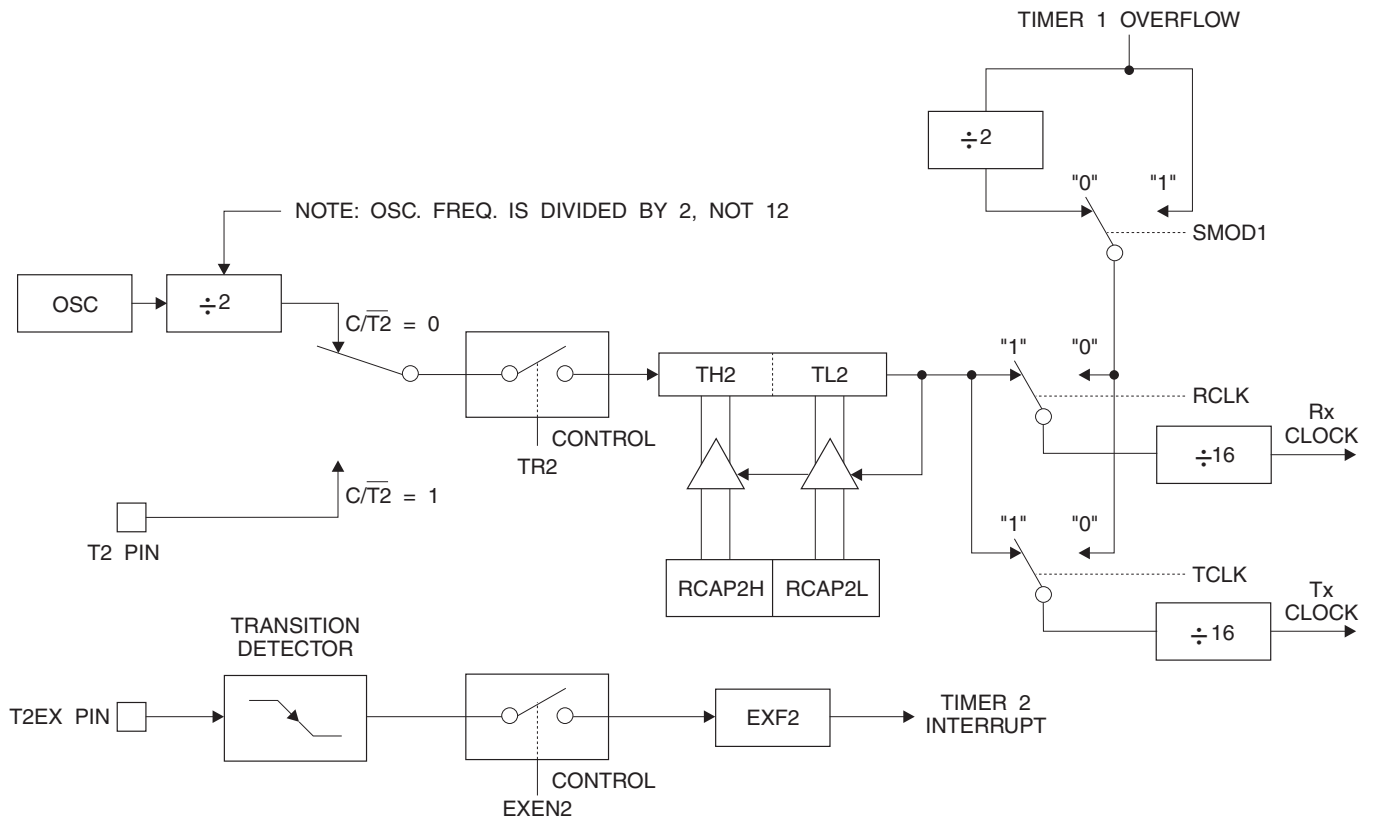 TIMER 1 OVERFLOW
÷2
"0" "1"
NOTE: OSC. FREQ. IS DIVIDED BY 2, NOT 12
SMOD1
OSC
÷2
C/T2̅ = 0
"1" "0"
TH2 TL2
RCLK
Rx
CLOCK
CONTROL
TR2
÷16
C/T2̅ = 1
T2 PIN
"1" "0"
RCAP2H RCAP2L
TCLK
Tx
CLOCK
÷16
TRANSITION
DETECTOR
T2EX PIN
EXF2
TIMER 2
INTERRUPT
CONTROL
EXEN2